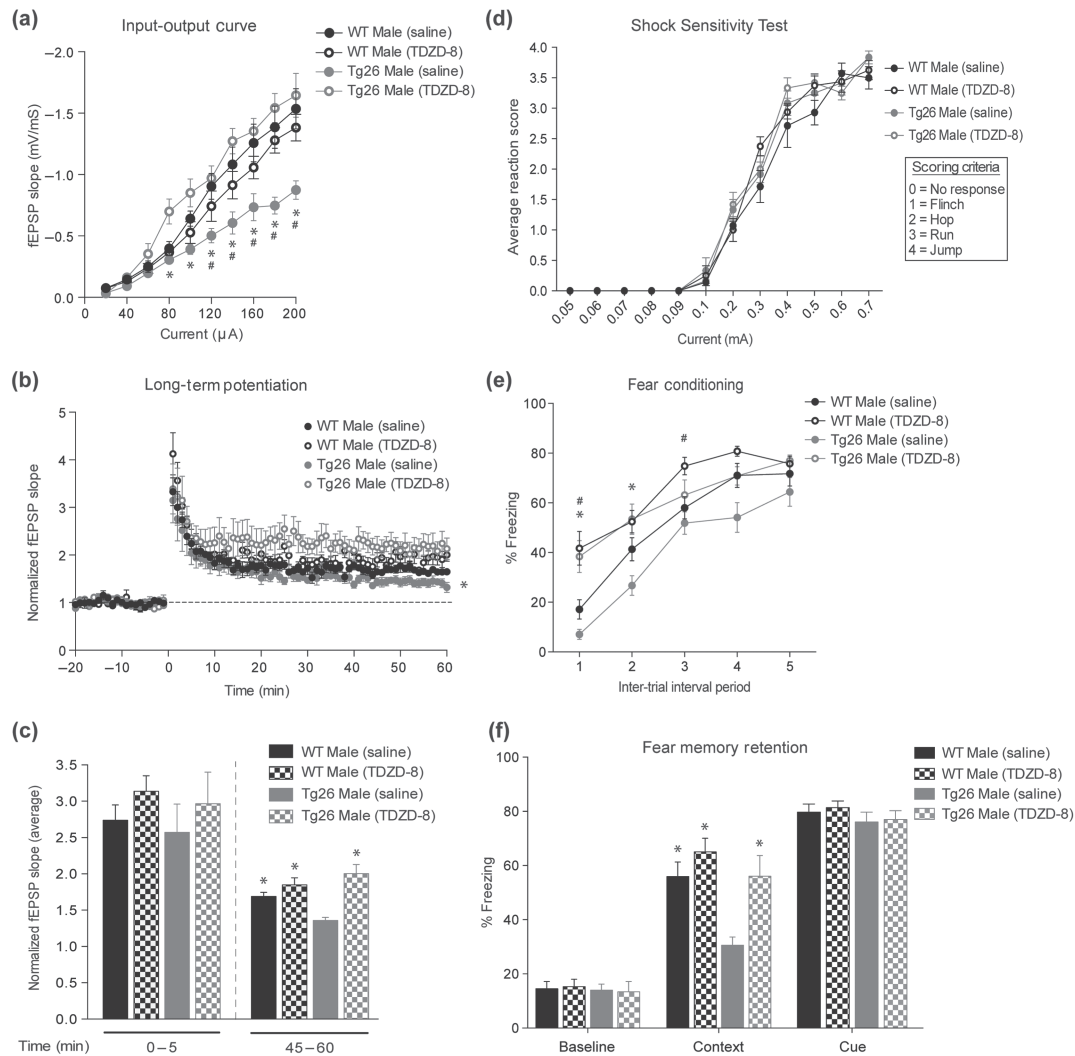 (a)
Input-output curve
WT Male (saline)
WT Male (TDZD-8)
Tg26 Male (saline)
Tg26 Male (TDZD-8)
fEPSP slope (mV/mS)
–2.0
–1.5
–1.0
–0.5
0.0
* * * * * * *
# # # # #
0 40 80 120 160 200
Current (µA)
(b)
Long-term potentiation
WT Male (saline)
WT Male (TDZD-8)
Tg26 Male (saline)
Tg26 Male (TDZD-8)
Normalized fEPSP slope
5
4
3
2
1
0
*
–20 –10 0 10 20 30 40 50 60
Time (min)
(c)
WT Male (saline)
WT Male (TDZD-8)
Tg26 Male (saline)
Tg26 Male (TDZD-8)
Normalized fEPSP slope (average)
3.5
3.0
2.5
2.0
1.5
1.0
0.5
0.0
* * *
Time (min) 0–5 45–60
(d)
Shock Sensitivity Test
WT Male (saline)
WT Male (TDZD-8)
Tg26 Male (saline)
Tg26 Male (TDZD-8)
Scoring criteria
0 = No response
1 = Flinch
2 = Hop
3 = Run
4 = Jump
Average reaction score
4.0
3.5
3.0
2.5
2.0
1.5
1.0
0.5
0.0
0.05 0.06 0.07 0.08 0.09 0.1 0.2 0.3 0.4 0.5 0.6 0.7
Current (mA)
(e)
Fear conditioning
WT Male (saline)
WT Male (TDZD-8)
Tg26 Male (saline)
Tg26 Male (TDZD-8)
% Freezing
100
80
60
40
20
0
#
*
*
#
1 2 3 4 5
Inter-trial interval period
(f)
Fear memory retention
WT Male (saline)
WT Male (TDZD-8)
Tg26 Male (saline)
Tg26 Male (TDZD-8)
% Freezing
100
80
60
40
20
0
* * *
Baseline Context Cue